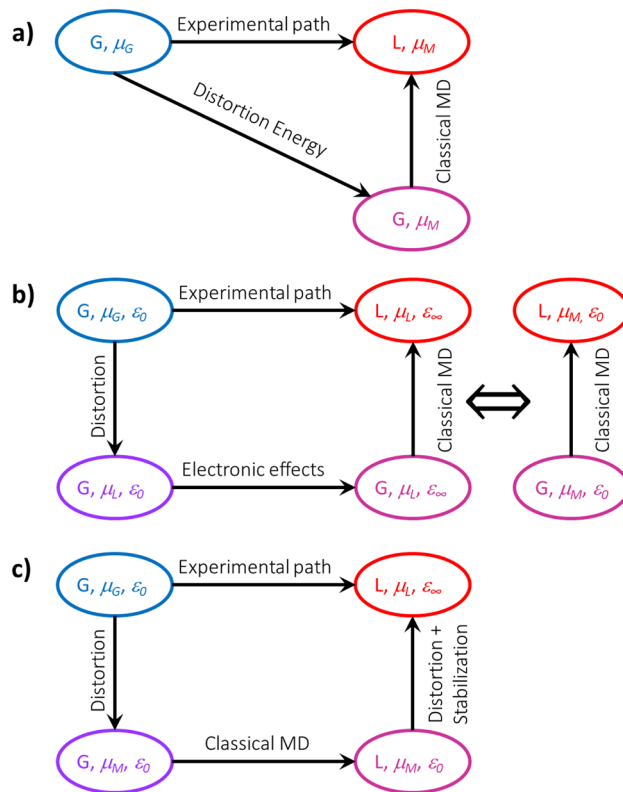 a)
G, μG
Experimental path
L, μM
Distortion Energy
Classical MD
G, μM
b)
G, μG, ε0
Experimental path
L, μL, ε∞
L, μM, ε0
Distortion
Classical MD
Classical MD
G, μL, ε0
Electronic effects
G, μL, ε∞
G, μM, ε0
c)
G, μG, ε0
Experimental path
L, μL, ε∞
Distortion
Distortion +
Stabilization
G, μM, ε0
Classical MD
L, μM, ε0